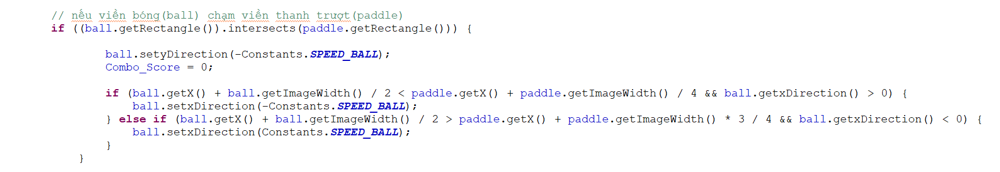 // nếu viền bóng(ball) chạm viền thanh trượt(paddle)
if ((ball.getRectangle()).intersects(paddle.getRectangle())) {
ball.setyDirection(-Constants.SPEED_BALL);
Combo_Score = 0;
if (ball.getX() + ball.getImageWidth() / 2 < paddle.getX() + paddle.getImageWidth() / 4 && ball.getxDirection() > 0) {
ball.setxDirection(-Constants.SPEED_BALL);
} else if (ball.getX() + ball.getImageWidth() / 2 > paddle.getX() + paddle.getImageWidth() * 3 / 4 && ball.getxDirection() < 0) {
ball.setxDirection(Constants.SPEED_BALL);
}
}